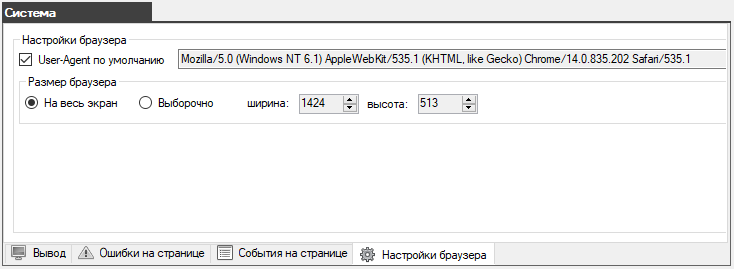 Система
Настройки браузера
User-Agent по умолчанию Mozilla/5.0 (Windows NT 6.1) AppleWebKit/535.1 (KHTML, like Gecko) Chrome/14.0.835.202 Safari/535.1
Размер браузера
На весь экран Выборочно ширина: 1424 высота: 513
Вывод Ошибки на странице События на странице Настройки браузера